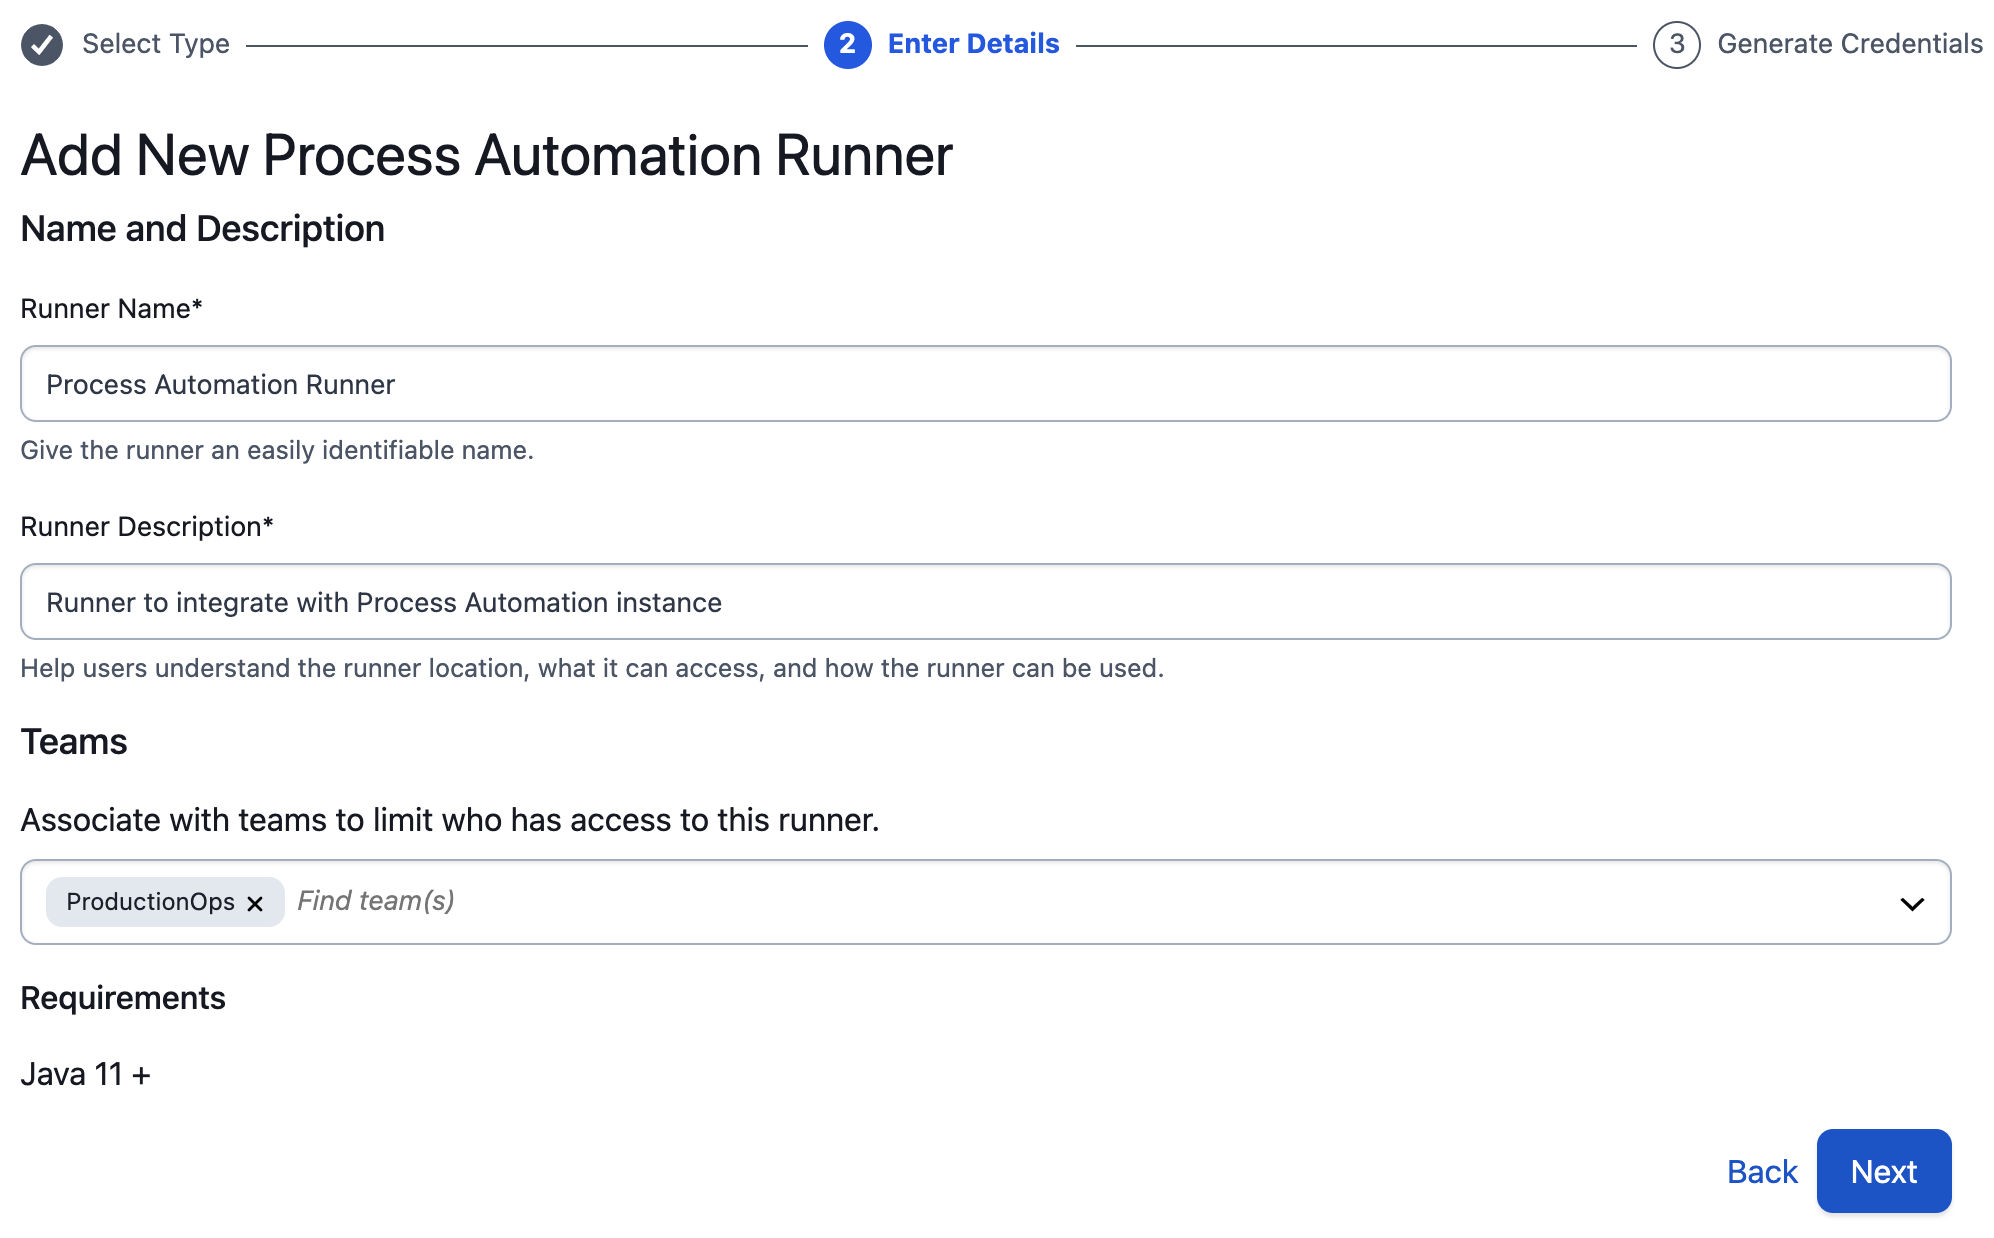 Select Type 2 Enter Details 3 Generate Credentials
Add New Process Automation Runner
Name and Description
Runner Name*
Process Automation Runner
Give the runner an easily identifiable name.
Runner Description*
Runner to integrate with Process Automation instance
Help users understand the runner location, what it can access, and how the runner can be used.
Teams
Associate with teams to limit who has access to this runner.
ProductionOps Find team(s)
Requirements
Java 11 +
Back Next